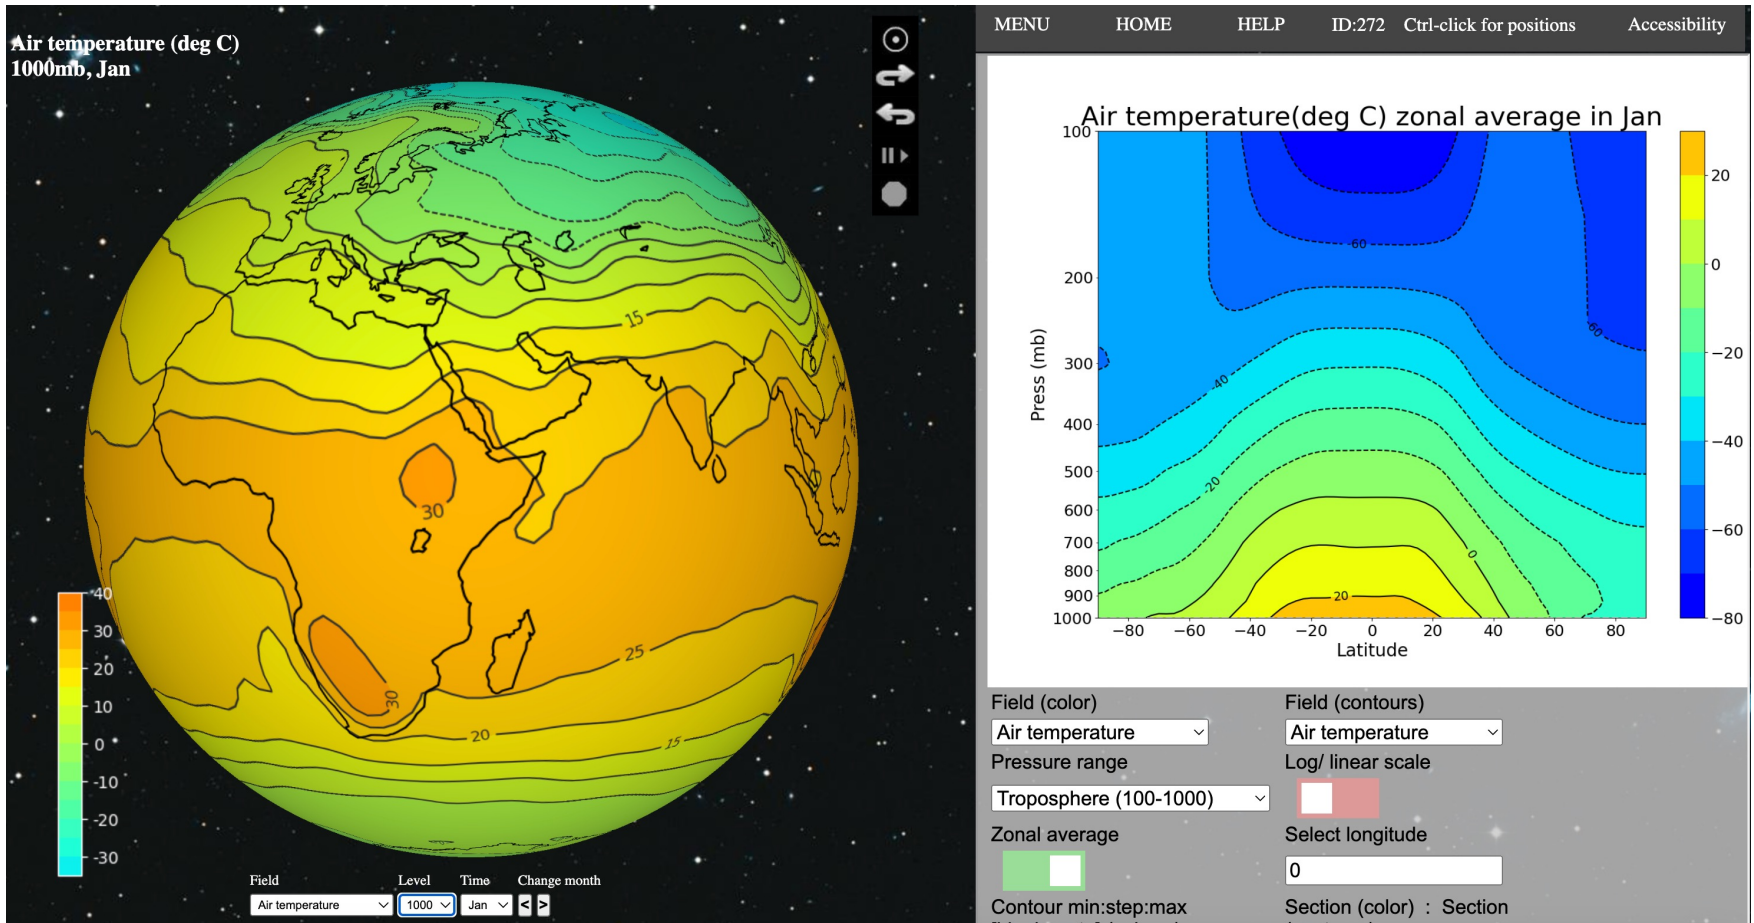 Air temperature (deg C)
1000mb, Jan
15
30
25
30
20
15
40
30
20
10
0
-10
-20
-30
Field
Level
Time
Change month
Air temperature
1000
Jan
<
>
MENU
HOME
HELP
ID:272
Ctrl-click for positions
Accessibility
Air temperature(deg C) zonal average in Jan
100
200
300
400
500
600
700
800
900
1000
Press (mb)
-60
-60
-40
-20
0
20
−80
−60
−40
−20
0
20
40
60
80
Latitude
20
0
−20
−40
−60
−80
Field (color)
Field (contours)
Air temperature
Air temperature
Pressure range
Log/ linear scale
Troposphere (100-1000)
Zonal average
Select longitude
0
Contour min:step:max
Section (color) : Section